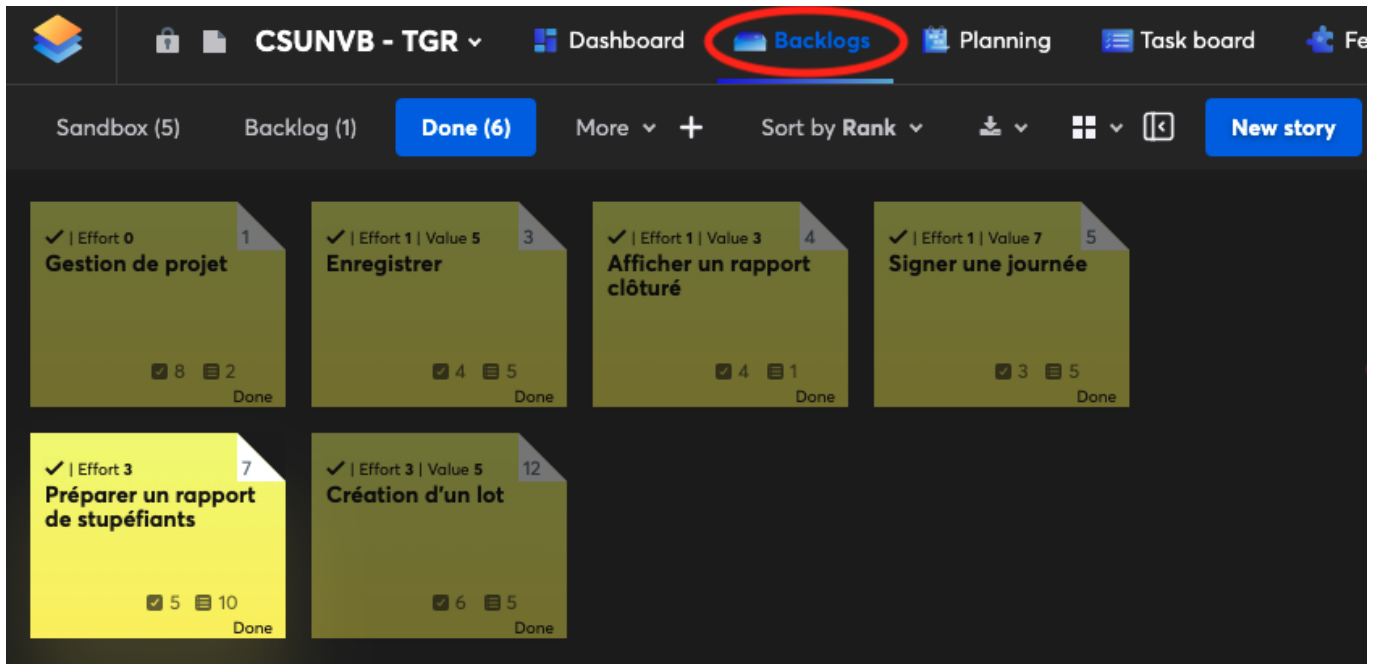 CSUNVB - TGR
Dashboard
Backlogs
Planning
Task board
Fe
Sandbox (5)
Backlog (1)
Done (6)
More
Sort by Rank
New story
| Effort 0
1
Gestion de projet
8
2
Done
| Effort 1 | Value 5
3
Enregistrer
4
5
Done
| Effort 1 | Value 3
4
Afficher un rapport
clôturé
4
1
Done
| Effort 1 | Value 7
5
Signer une journée
3
5
Done
| Effort 3
7
Préparer un rapport
de stupéfiants
5
10
Done
| Effort 3 | Value 5
12
Création d'un lot
6
5
Done